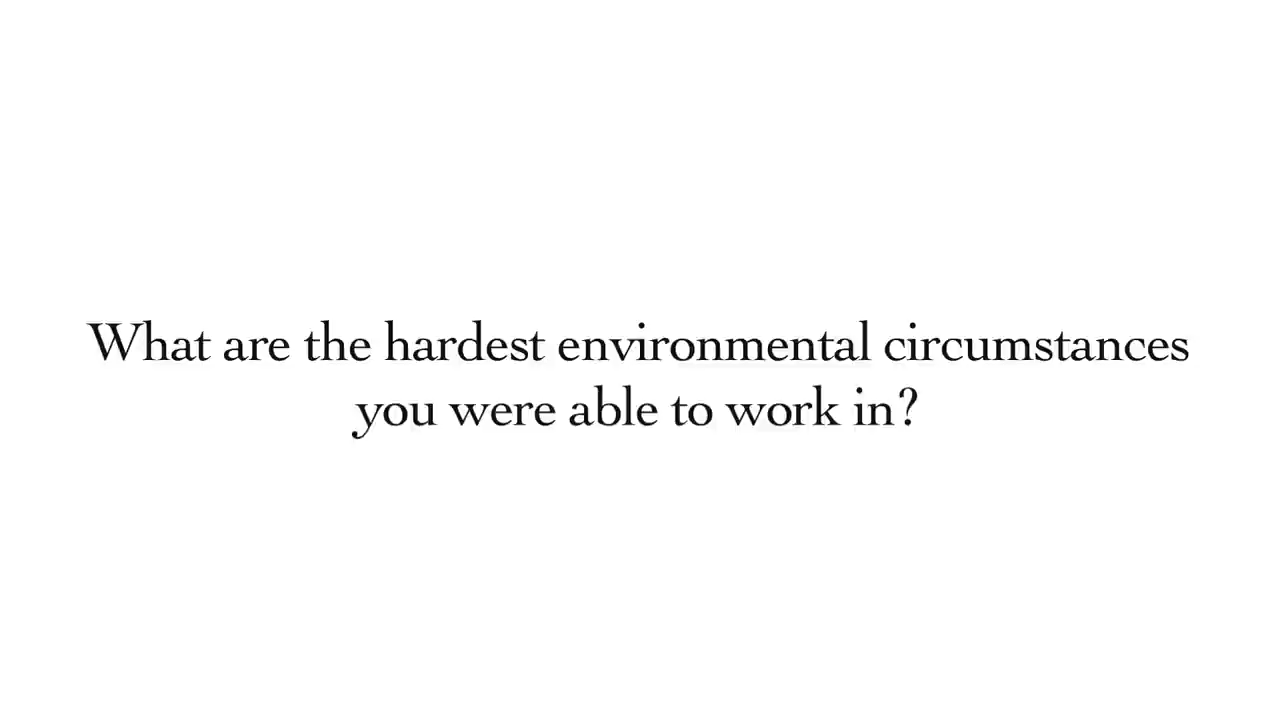 What are the hardest environmental circumstances
you were able to work in?